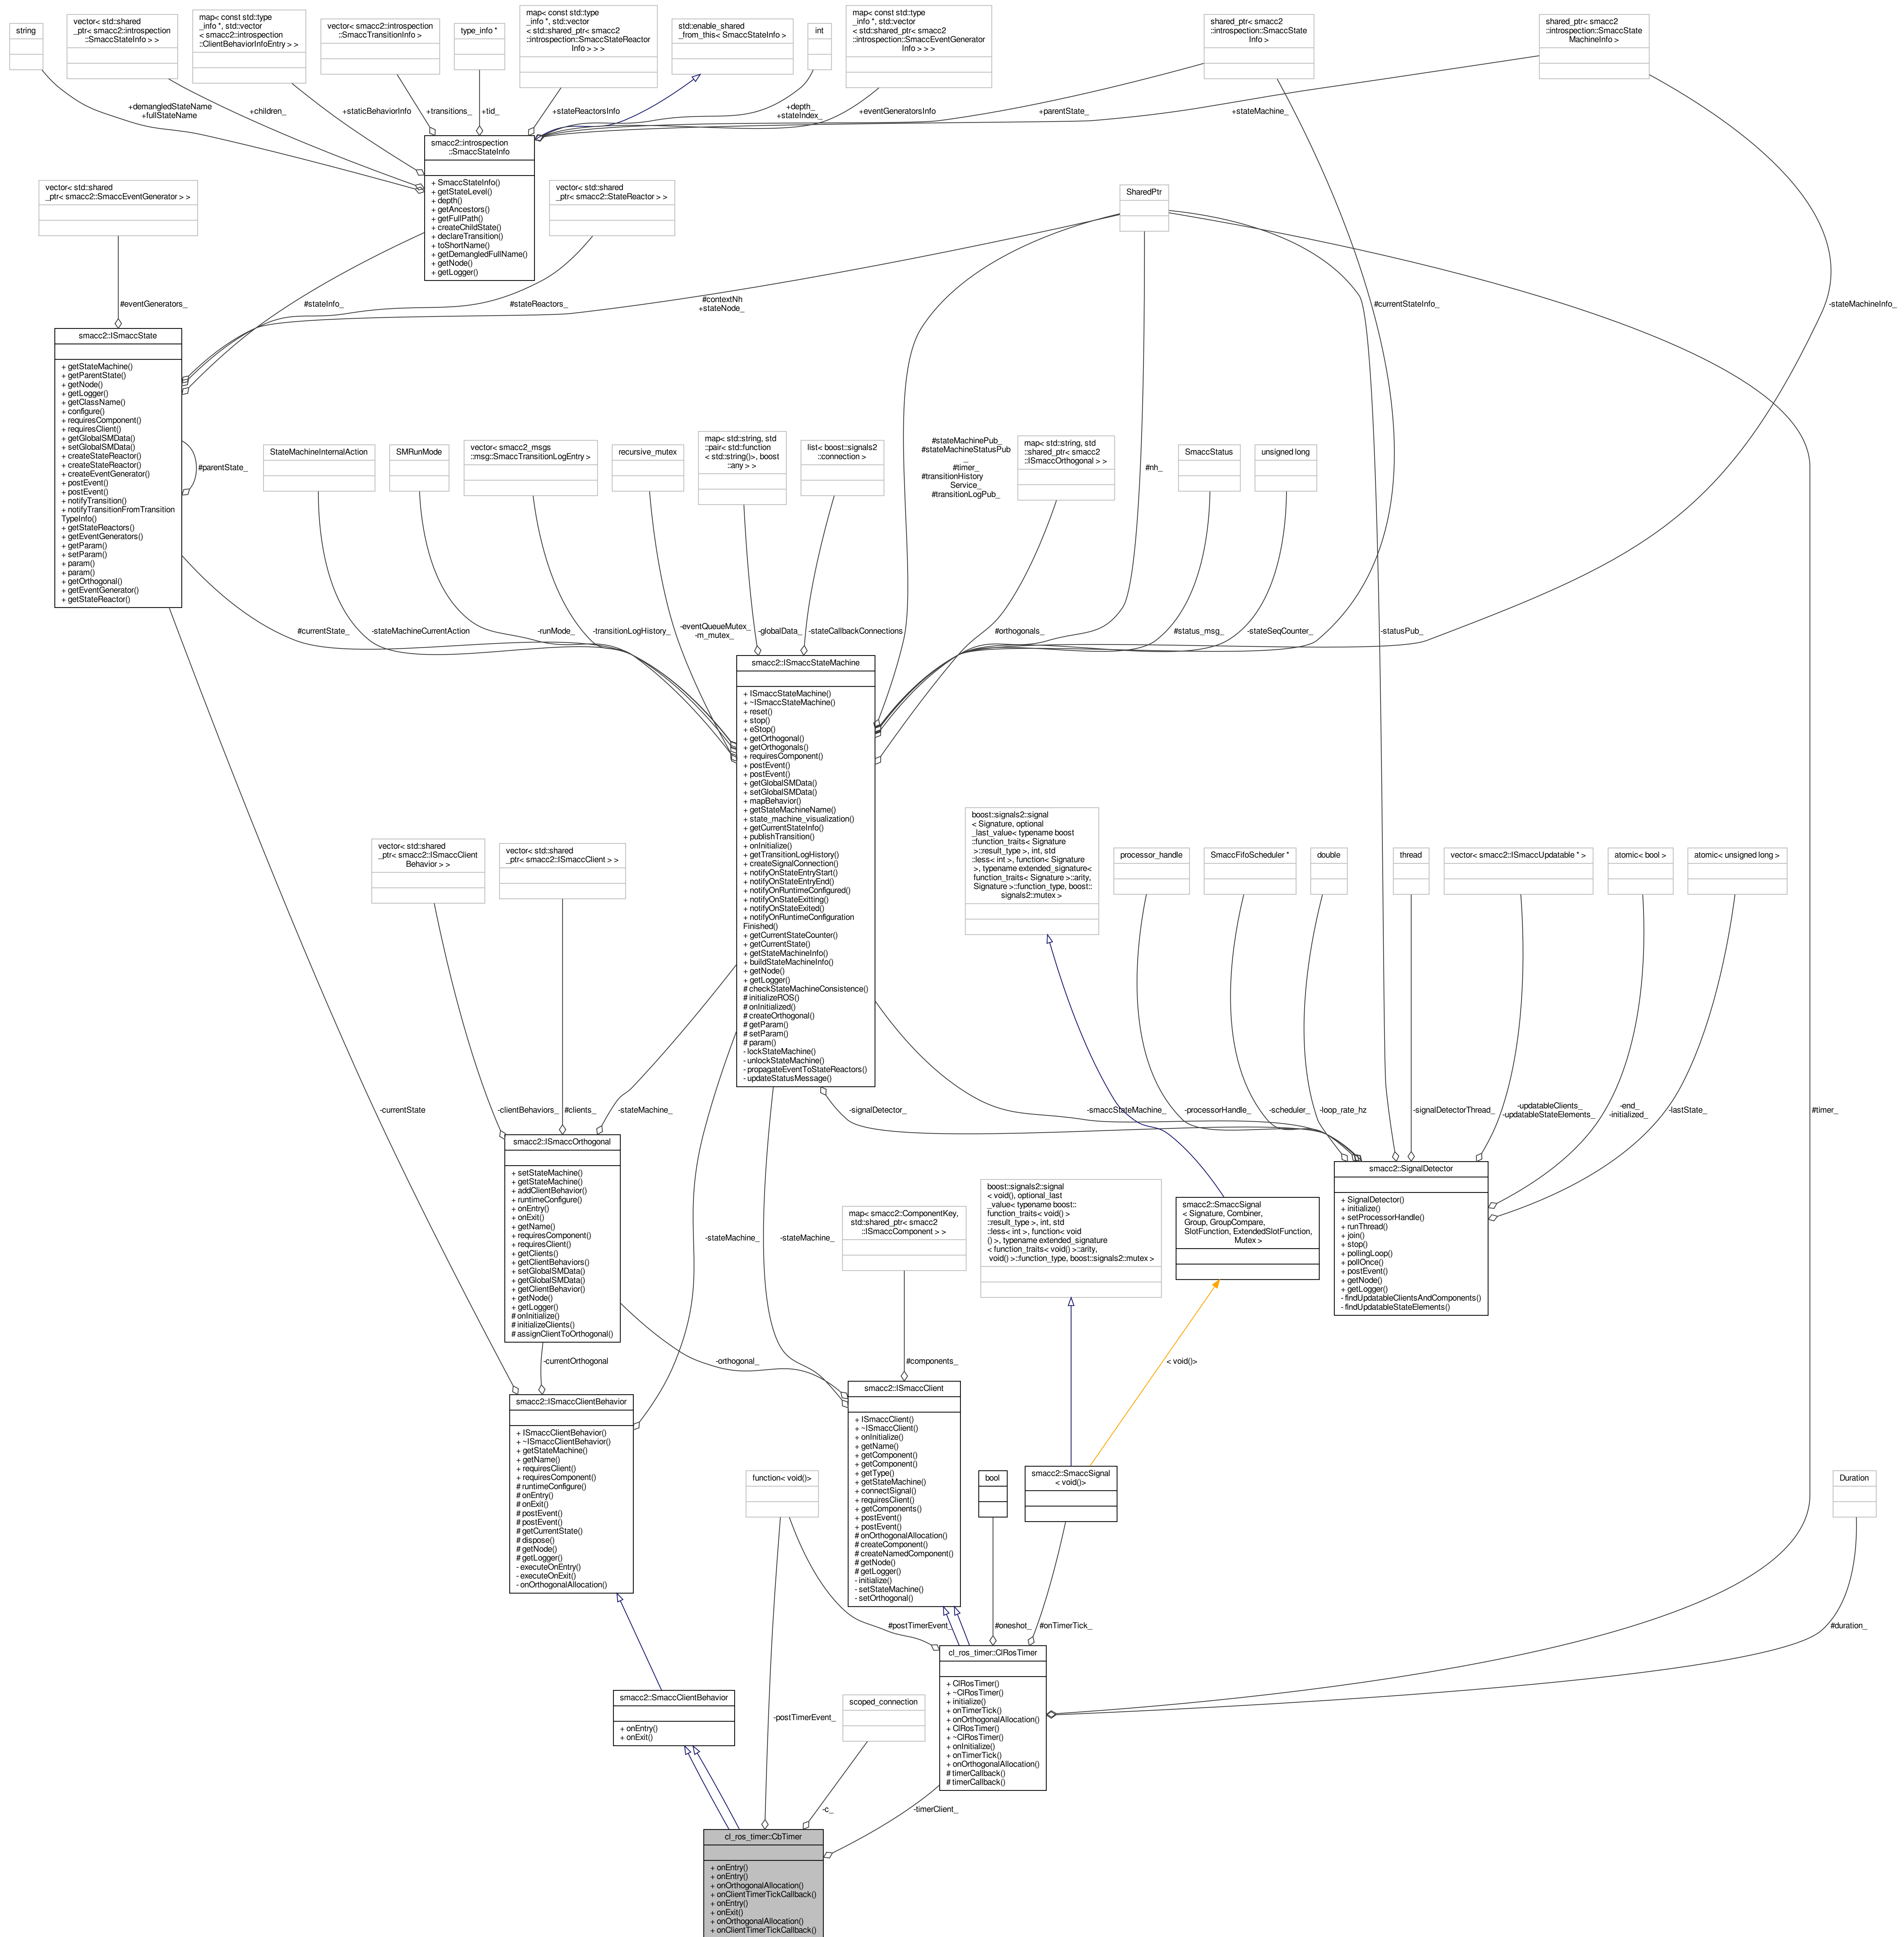 string
vector< std::shared
_ptr< smacc2::introspection
::SmaccStateInfo > >
map< const std::type
_info *, std::vector
< smacc2::introspection
::ClientBehaviorInfoEntry > >
vector< smacc2::introspection
::SmaccTransitionInfo >
type_info *
map< const std::type
_info *, std::vector
< std::shared_ptr< smacc2
::introspection::SmaccStateReactor
Info > > >
std::enable_shared
_from_this< SmaccStateInfo >
int
map< const std::type
_info *, std::vector
< std::shared_ptr< smacc2
::introspection::SmaccEventGenerator
Info > > >
shared_ptr< smacc2
::introspection::SmaccState
Info >
shared_ptr< smacc2
::introspection::SmaccState
MachineInfo >
+demangledStateName
+fullStateName
+children_
+staticBehaviorInfo
+transitions_
+tid_
+stateReactorsInfo
+depth_
+stateIndex_
+eventGeneratorsInfo
+parentState_
+stateMachine_
smacc2::introspection
::SmaccStateInfo
+ SmaccStateInfo()
+ getStateLevel()
+ depth()
+ getAncestors()
+ getFullPath()
+ createChildState()
+ declareTransition()
+ toShortName()
+ getDemangledFullName()
+ getNode()
+ getLogger()
vector< std::shared
_ptr< smacc2::SmaccEventGenerator > >
vector< std::shared
_ptr< smacc2::StateReactor > >
SharedPtr
#eventGenerators_
#stateInfo_
#stateReactors_
#contextNh
+stateNode_
#currentStateInfo_
-stateMachineInfo_
smacc2::ISmaccState
+ getStateMachine()
+ getParentState()
+ getNode()
+ getLogger()
+ getClassName()
+ configure()
+ requiresComponent()
+ requiresClient()
+ getGlobalSMData()
+ setGlobalSMData()
+ createStateReactor()
+ createStateReactor()
+ createEventGenerator()
+ postEvent()
+ postEvent()
+ notifyTransition()
+ notifyTransitionFromTransition
TypeInfo()
+ getStateReactors()
+ getEventGenerators()
+ getParam()
+ setParam()
+ param()
+ param()
+ getOrthogonal()
+ getEventGenerator()
+ getStateReactor()
#parentState_
StateMachineInternalAction
SMRunMode
vector< smacc2_msgs
::msg::SmaccTransitionLogEntry >
recursive_mutex
map< std::string, std
::pair< std::function
< std::string()>, boost
::any > >
list< boost::signals2
::connection >
#stateMachinePub_
#stateMachineStatusPub
_
#timer_
#transitionHistory
Service_
#transitionLogPub_
map< std::string, std
::shared_ptr< smacc2
::ISmaccOrthogonal > >
#nh_
SmaccStatus
unsigned long
#currentState_
-stateMachineCurrentAction
-runMode_
-transitionLogHistory_
-eventQueueMutex_
-m_mutex_
-globalData_
-stateCallbackConnections
#orthogonals_
#status_msg_
-stateSeqCounter_
-statusPub_
smacc2::ISmaccStateMachine
+ ISmaccStateMachine()
+ ~ISmaccStateMachine()
+ reset()
+ stop()
+ eStop()
+ getOrthogonal()
+ getOrthogonals()
+ requiresComponent()
+ postEvent()
+ postEvent()
+ getGlobalSMData()
+ setGlobalSMData()
+ mapBehavior()
+ getStateMachineName()
+ state_machine_visualization()
+ getCurrentStateInfo()
+ publishTransition()
+ onInitialize()
+ getTransitionLogHistory()
+ createSignalConnection()
+ notifyOnStateEntryStart()
+ notifyOnStateEntryEnd()
+ notifyOnRuntimeConfigured()
+ notifyOnStateExitting()
+ notifyOnStateExited()
+ notifyOnRuntimeConfiguration
Finished()
+ getCurrentStateCounter()
+ getCurrentState()
+ getStateMachineInfo()
+ buildStateMachineInfo()
+ getNode()
+ getLogger()
# checkStateMachineConsistence()
# initializeROS()
# onInitialized()
# createOrthogonal()
# getParam()
# setParam()
# param()
- lockStateMachine()
- unlockStateMachine()
- propagateEventToStateReactors()
- updateStatusMessage()
vector< std::shared
_ptr< smacc2::ISmaccClient
Behavior > >
vector< std::shared
_ptr< smacc2::ISmaccClient > >
boost::signals2::signal
< Signature, optional
_last_value< typename boost
::function_traits< Signature
>::result_type >, int, std
::less< int >, function< Signature
>, typename extended_signature<
function_traits< Signature >::arity,
Signature >::function_type, boost::
signals2::mutex >
processor_handle
SmaccFifoScheduler *
double
thread
vector< smacc2::ISmaccUpdatable * >
atomic< bool >
atomic< unsigned long >
-currentState
-clientBehaviors_
#clients_
-stateMachine_
-signalDetector_
-smaccStateMachine_
-processorHandle_
-scheduler_
-loop_rate_hz
-signalDetectorThread_
-updatableClients_
-updatableStateElements_
-end_
-initialized_
-lastState_
#timer_
smacc2::ISmaccOrthogonal
+ setStateMachine()
+ getStateMachine()
+ addClientBehavior()
+ runtimeConfigure()
+ onEntry()
+ onExit()
+ getName()
+ requiresComponent()
+ requiresClient()
+ getClients()
+ getClientBehaviors()
+ setGlobalSMData()
+ getGlobalSMData()
+ getClientBehavior()
+ getNode()
+ getLogger()
# onInitialize()
# initializeClients()
# assignClientToOrthogonal()
-stateMachine_
-stateMachine_
map< smacc2::ComponentKey,
std::shared_ptr< smacc2
::ISmaccComponent > >
boost::signals2::signal
< void(), optional_last
_value< typename boost::
function_traits< void() >
::result_type >, int, std
::less< int >, function< void
() >, typename extended_signature
< function_traits< void() >::arity,
void() >::function_type, boost::signals2::mutex >
smacc2::SmaccSignal
< Signature, Combiner,
Group, GroupCompare,
SlotFunction, ExtendedSlotFunction,
Mutex >
smacc2::SignalDetector
+ SignalDetector()
+ initialize()
+ setProcessorHandle()
+ runThread()
+ join()
+ stop()
+ pollingLoop()
+ pollOnce()
+ postEvent()
+ getNode()
+ getLogger()
- findUpdatableClientsAndComponents()
- findUpdatableStateElements()
-currentOrthogonal
-orthogonal_
#components_
< void()>
smacc2::ISmaccClientBehavior
+ ISmaccClientBehavior()
+ ~ISmaccClientBehavior()
+ getStateMachine()
+ getName()
+ requiresClient()
+ requiresComponent()
# runtimeConfigure()
# onEntry()
# onExit()
# postEvent()
# postEvent()
# getCurrentState()
# dispose()
# getNode()
# getLogger()
- executeOnEntry()
- executeOnExit()
- onOrthogonalAllocation()
smacc2::ISmaccClient
+ ISmaccClient()
+ ~ISmaccClient()
+ onInitialize()
+ getName()
+ getComponent()
+ getComponent()
+ getType()
+ getStateMachine()
+ connectSignal()
+ requiresClient()
+ getComponents()
+ postEvent()
+ postEvent()
# onOrthogonalAllocation()
# createComponent()
# createNamedComponent()
# getNode()
# getLogger()
- initialize()
- setStateMachine()
- setOrthogonal()
function< void()>
bool
smacc2::SmaccSignal
< void()>
Duration
#postTimerEvent_
#oneshot_
#onTimerTick_
#duration_
cl_ros_timer::ClRosTimer
+ ClRosTimer()
+ ~ClRosTimer()
+ initialize()
+ onTimerTick()
+ onOrthogonalAllocation()
+ ClRosTimer()
+ ~ClRosTimer()
+ onInitialize()
+ onTimerTick()
+ onOrthogonalAllocation()
# timerCallback()
# timerCallback()
smacc2::SmaccClientBehavior
+ onEntry()
+ onExit()
scoped_connection
-postTimerEvent_
-c_
-timerClient_
cl_ros_timer::CbTimer
+ onEntry()
+ onEntry()
+ onOrthogonalAllocation()
+ onClientTimerTickCallback()
+ onEntry()
+ onExit()
+ onOrthogonalAllocation()
+ onClientTimerTickCallback()